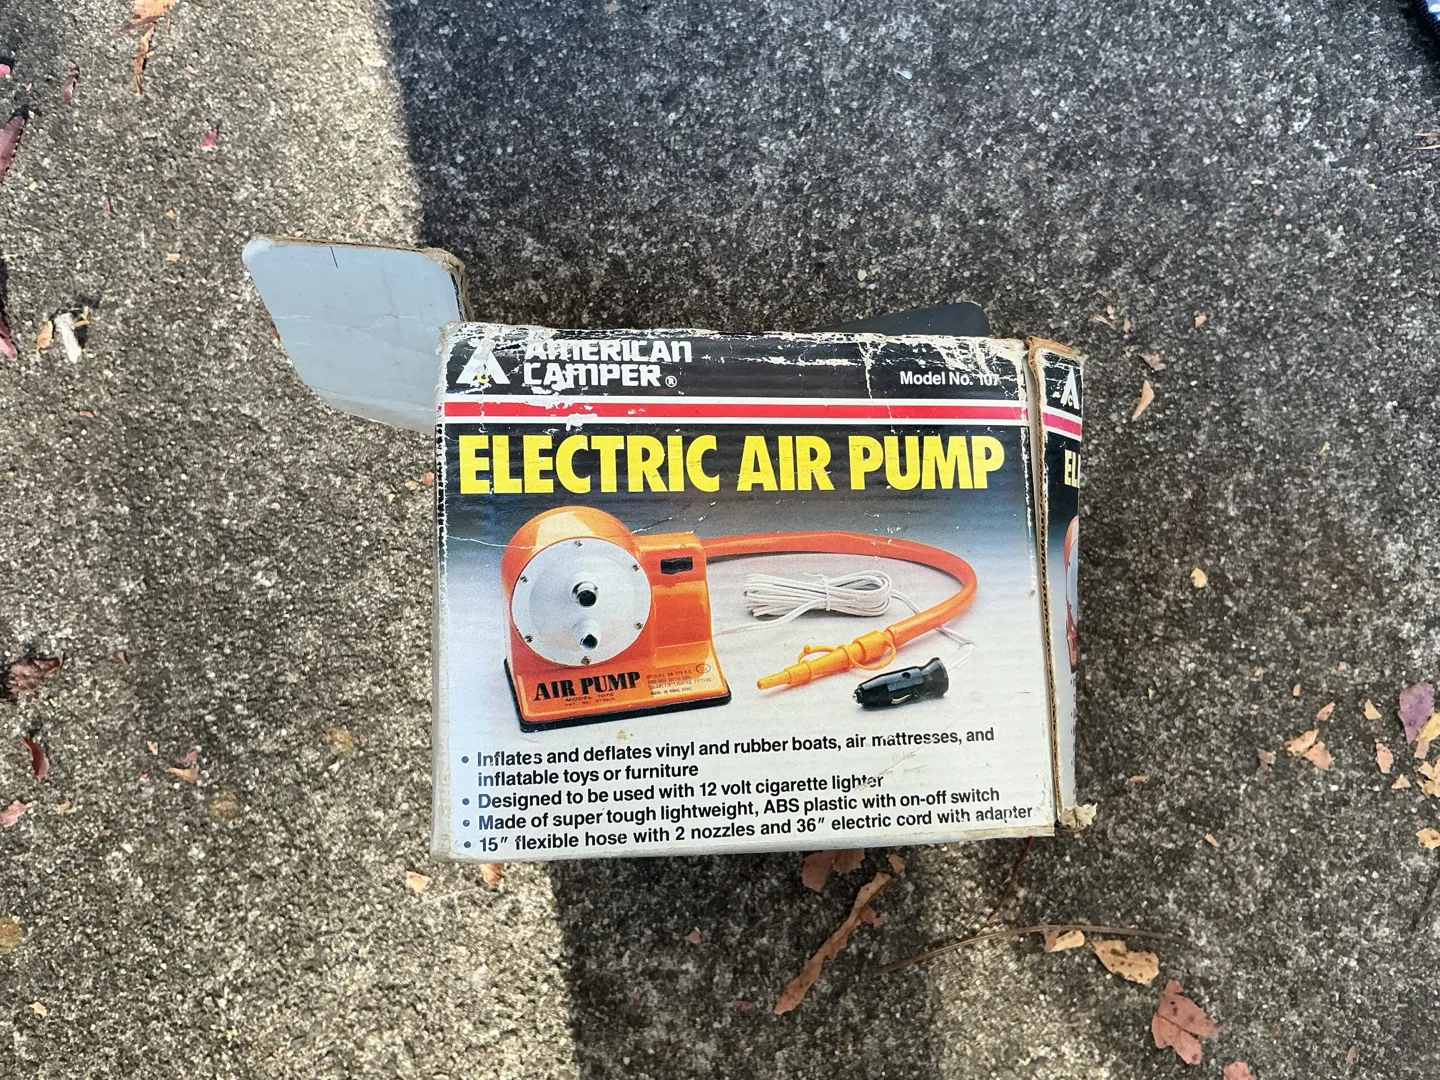 AMERICAN
CAMPER®
Model No. 107
ELECTRIC AIR PUMP
EL
AIR PUMP
• Inflates and deflates vinyl and rubber boats, air mattresses, and
inflatable toys or furniture
• Designed to be used with 12 volt cigarette lighter
• Made of super tough lightweight, ABS plastic with on-off switch
• 15" flexible hose with 2 nozzles and 36" electric cord with adapter